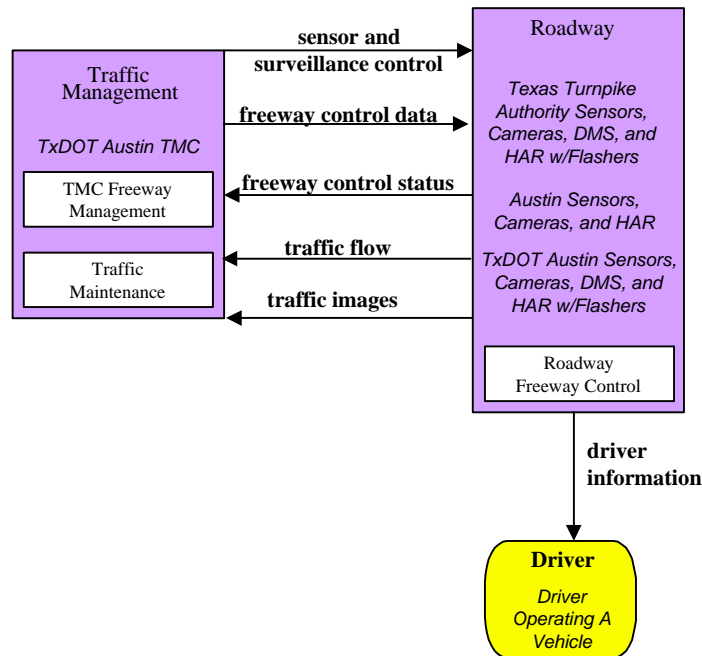 Traffic
Management
TxDOT Austin TMC
TMC Freeway
Management
Traffic
Maintenance
sensor and
surveillance control
freeway control data
freeway control status
traffic flow
traffic images
Roadway
Texas Turnpike
Authority Sensors,
Cameras, DMS, and
HAR w/Flashers
Austin Sensors,
Cameras, and HAR
TxDOT Austin Sensors,
Cameras, DMS, and
HAR w/Flashers
Roadway
Freeway Control
driver
information
Driver
Driver
Operating A
Vehicle